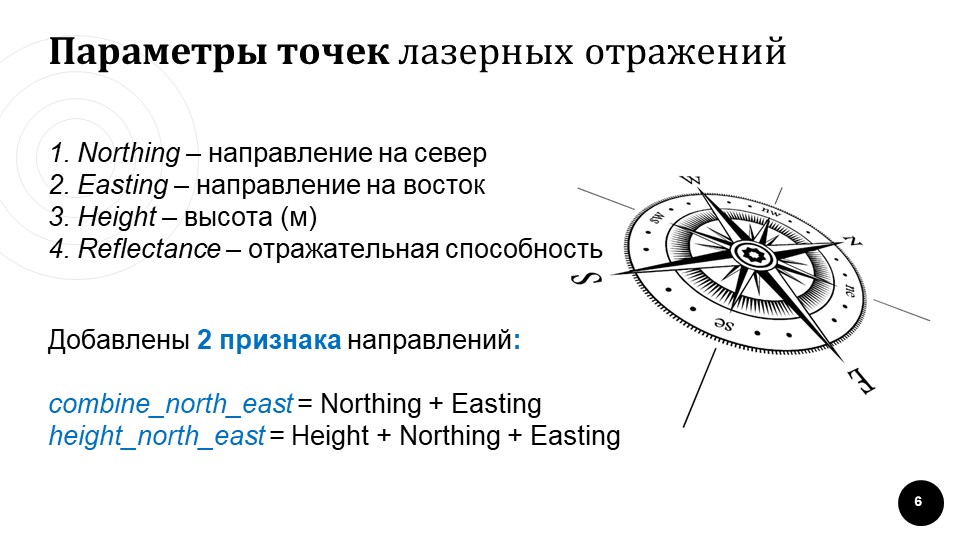 Параметры точек лазерных отражений
1. Northing – направление на север
2. Easting – направление на восток
3. Height – высота (м)
4. Reflectance – отражательная способность
W
sw
nw
N
S
ne
se
E
Добавлены 2 признака направлений:
combine_north_east = Northing + Easting
height_north_east = Height + Northing + Easting
6